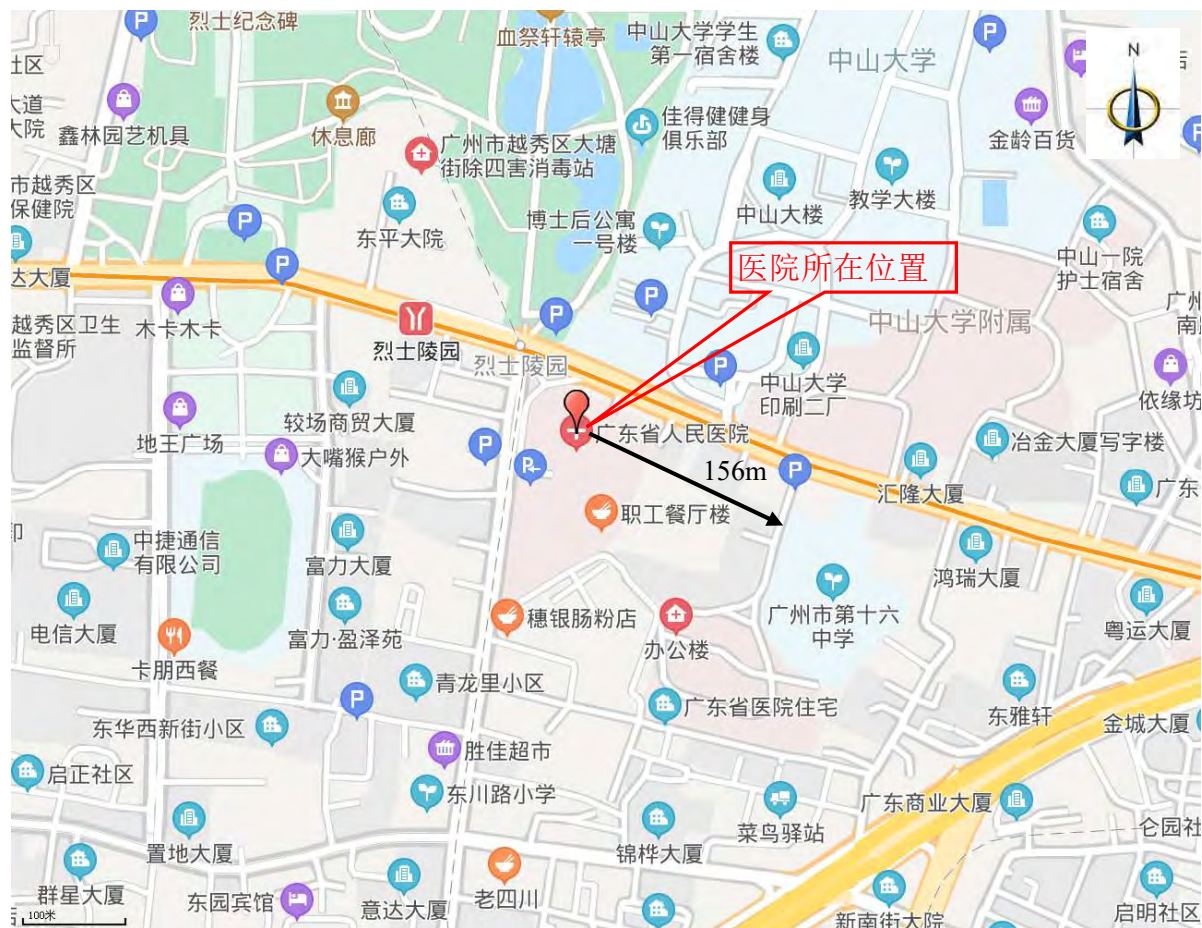 烈士纪念碑
血祭轩辕亭
中山大学学生
第一宿舍楼
中山大学
N
社区
大道
大院
鑫林园艺机具
休息廊
广州市越秀区大塘
街除四害消毒站
佳得健健身
俱乐部
金龄百货
市越秀区
保健院
东平大院
博士后公寓
一号楼
中山大楼
教学大楼
中山一院
护士宿舍
医院所在位置
达大厦
木卡木卡
越秀区卫生
监督所
烈士陵园
烈士陵园
中山大学附属
广州
南
中山大学
印刷二厂
依缘坊
较场商贸大厦
地王广场
大嘴猴户外
广东省人民医院
156m
冶金大厦写字楼
汇隆大厦
广东
职工餐厅楼
中捷通信
有限公司
富力大厦
鸿瑞大厦
电信大厦
富力·盈泽苑
穗银肠粉店
办公楼
广州市第十六
中学
粤运大厦
卡朋西餐
青龙里小区
广东省医院住宅
东雅轩
金城大厦
东华西新街小区
胜佳超市
启正社区
东川路小学
菜鸟驿站
广东商业大厦
仑园社
置地大厦
锦桦大厦
群星大厦
东园宾馆
意达大厦
老四川
新南街大院
启明社区
100米